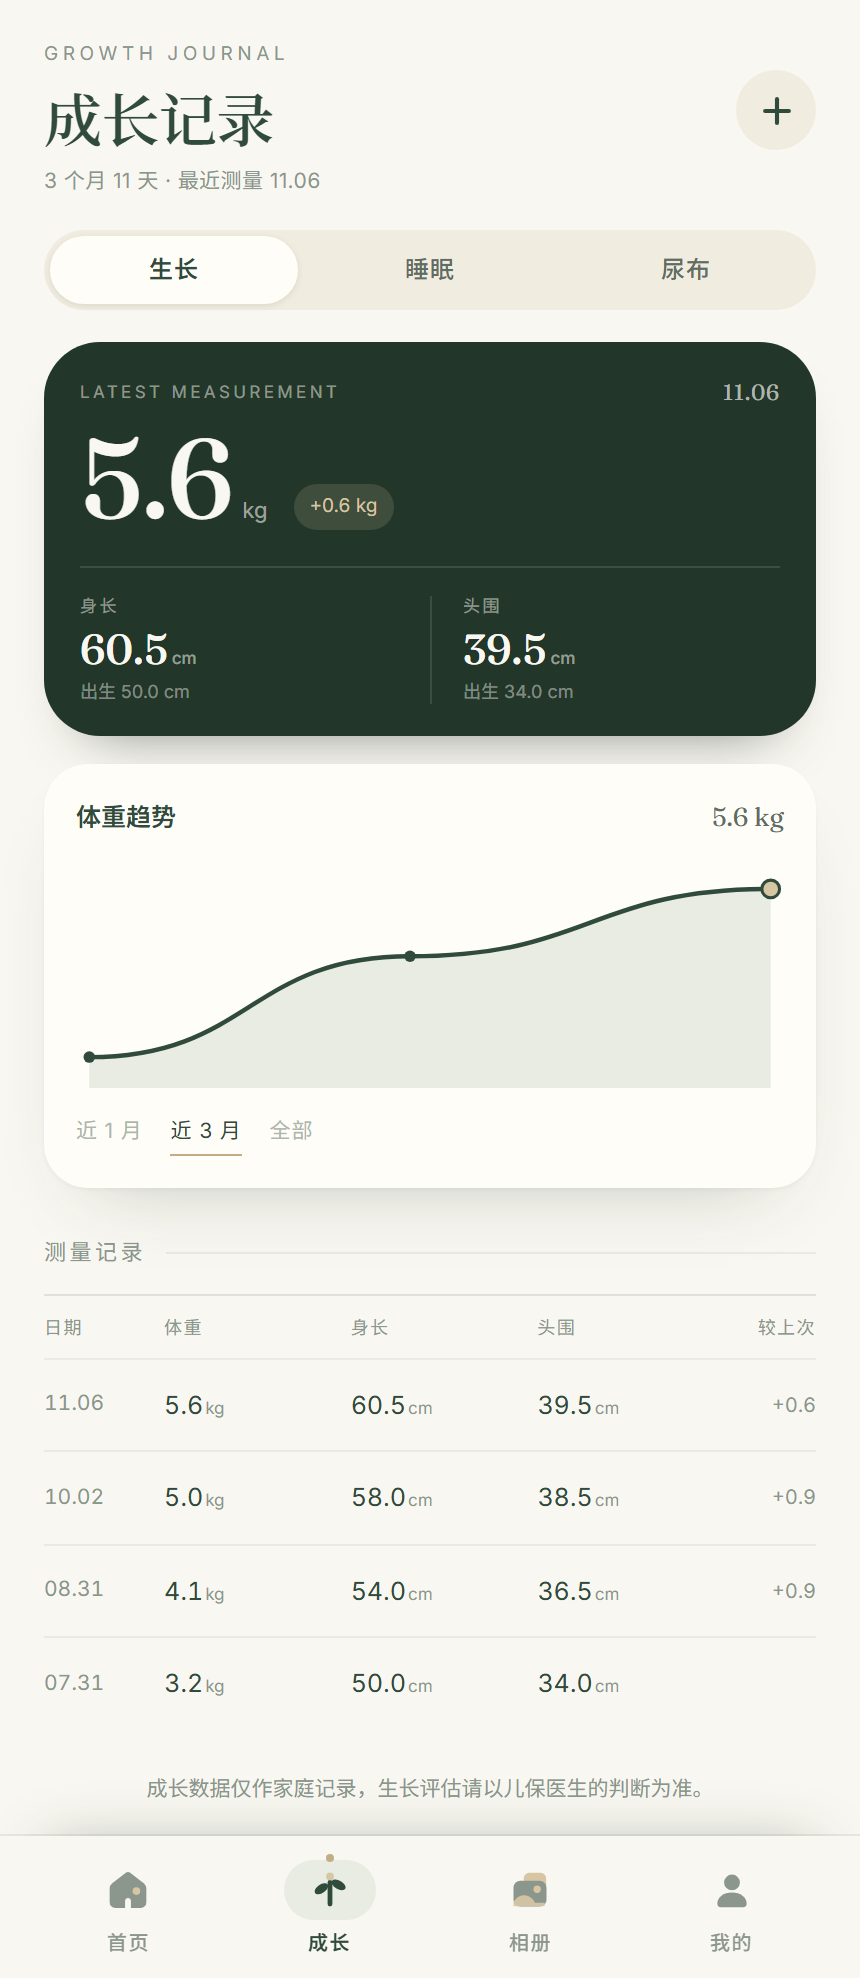 GROWTH JOURNAL
成长记录
3 个月 11 天 · 最近测量 11.06
生长 睡眠 尿布
LATEST MEASUREMENT 11.06
5.6 kg +0.6 kg
身长 头围
60.5 cm 39.5 cm
出生 50.0 cm 出生 34.0 cm
体重趋势 5.6 kg
近 1 月 近 3 月 全部
测量记录
日期 体重 身长 头围 较上次
11.06 5.6 kg 60.5 cm 39.5 cm +0.6
10.02 5.0 kg 58.0 cm 38.5 cm +0.9
08.31 4.1 kg 54.0 cm 36.5 cm +0.9
07.31 3.2 kg 50.0 cm 34.0 cm
成长数据仅作家庭记录，生长评估请以儿保医生的判断为准。
首页 成长 相册 我的